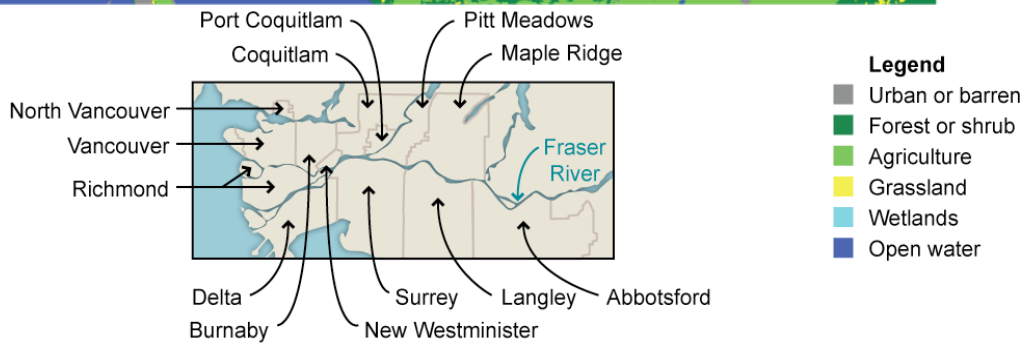 Port Coquitlam
Pitt Meadows
Coquitlam
Maple Ridge
North Vancouver
Vancouver
Richmond
Fraser
River
Delta
Surrey
Langley
Abbotsford
Burnaby
New Westminister
Legend
Urban or barren
Forest or shrub
Agriculture
Grassland
Wetlands
Open water